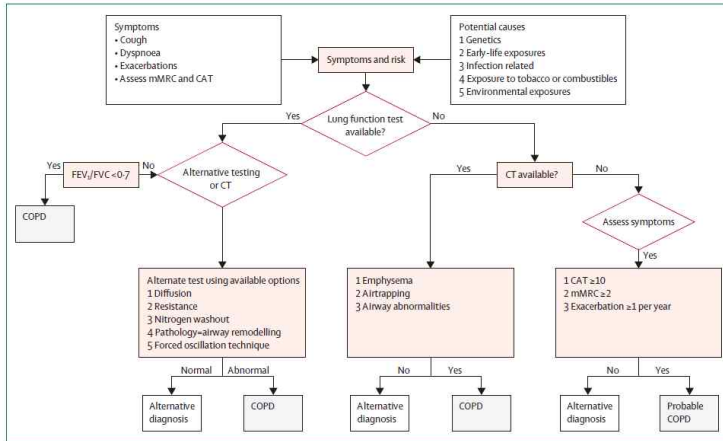 Symptoms
• Cough
• Dyspnoea
• Exacerbations
• Assess mMRC and CAT
Symptoms and risk
Potential causes
1 Genetics
2 Early-life exposures
3 Infection related
4 Exposure to tobacco or combustibles
5 Environmental exposures
Lung function test
available?
Yes
No
Yes
FEV₁/FVC<0·7
No
Alternative testing
or CT
Yes
CT available?
No
COPD
Assess symptoms
Yes
Alternate test using available options
1 Diffusion
2 Resistance
3 Nitrogen washout
4 Pathology=airway remodelling
5 Forced oscillation technique
1 Emphysema
2 Airtrapping
3 Airway abnormalities
1 CAT ≥10
2 mMRC ≥2
3 Exacerbation ≥1 per year
Normal
Abnormal
No
Yes
No
Yes
Alternative
diagnosis
COPD
Alternative
diagnosis
COPD
Alternative
diagnosis
Probable
COPD